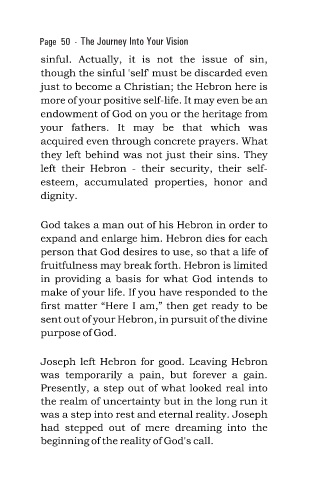 Page 50 - The Journey Into Your Vision
sinful. Actually, it is not the issue of sin,
though the sinful 'self' must be discarded even
just to become a Christian; the Hebron here is
more of your positive self-life. It may even be an
endowment of God on you or the heritage from
your fathers. It may be that which was
acquired even through concrete prayers. What
they left behind was not just their sins. They
left their Hebron - their security, their self-
esteem, accumulated properties, honor and
dignity.
God takes a man out of his Hebron in order to
expand and enlarge him. Hebron dies for each
person that God desires to use, so that a life of
fruitfulness may break forth. Hebron is limited
in providing a basis for what God intends to
make of your life. If you have responded to the
first matter “Here I am,” then get ready to be
sent out of your Hebron, in pursuit of the divine
purpose of God.
Joseph left Hebron for good. Leaving Hebron
was temporarily a pain, but forever a gain.
Presently, a step out of what looked real into
the realm of uncertainty but in the long run it
was a step into rest and eternal reality. Joseph
had stepped out of mere dreaming into the
beginning of the reality of God's call.